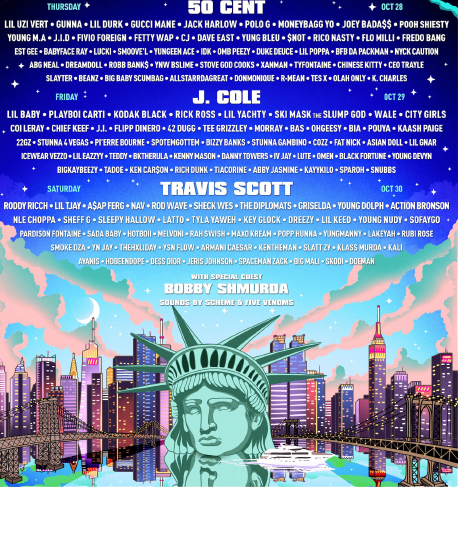 THURSDAY 50 CENT OCT 28
LIL UZI VERT • GUNNA • LIL DURK • GUCCI MANE • JACK HARLOW • POLO G • MONEYBAGG YO • JOEY BADA$$ • POOH SHIESTY
YOUNG M.A • J.I.D • FIVIO FOREIGN • FETTY WAP • CJ • DAVE EAST • YUNG BLEU • $NOT • RICO NASTY • FLO MILLI • FREDO BANG
EST GEE • BABYFACE RAY • LUCKI • SMOOVE'L • YUNGEEN ACE • IDK • OMB PEEZY • DUKE DEUCE • LIL POPPA • BFB DA PACKMAN • NYCK CAUTION
ABG NEAL • DREAMDOLL • ROBB BANK$ • YNW BSLIME • STOVE GOD COOKS • XANMAN • TYFONTAINE • CHINESE KITTY • CEO TRAYLE
SLAYTER • BEANZ • BIG BABY SCUMBAG • ALLSTARRDAGREAT • DONMONIQUE • R-MEAN • TES X • OLAH ONLY • K. CHARLES
FRIDAY J. COLE OCT 29
LIL BABY • PLAYBOI CARTI • KODAK BLACK • RICK ROSS • LIL YACHTY • SKI MASK THE SLUMP GOD • WALE • CITY GIRLS
COI LERAY • CHIEF KEEF • J.I. • FLIPP DINERO • 42 DUGG • TEE GRIZZLEY • MORRAY • BAS • OHGEESY • BIA • POUYA • KAASH PAIGE
22GZ • STUNNA 4 VEGAS • PI'ERRE BOURNE • SPOTEMGOTTEM • BIZZY BANKS • STUNNA GAMBINO • COZZ • FAT NICK • ASIAN DOLL • LIL GNAR
ICEWEAR VEZZO • LIL EAZZYY • TEDDY • BKTHERULA • KENNY MASON • DANNY TOWERS • IV JAY • LUTE • OMEN • BLACK FORTUNE • YOUNG DEVYN
BIGKAYBEEZY • TADOE • KEN CAR$ON • RICH DUNK • TIACORINE • ABBY JASMINE • KAYYKILO • SPAROH • SNUBBS
SATURDAY TRAVIS SCOTT OCT 30
RODDY RICCH • LIL TJAY • A$AP FERG • NAV • ROD WAVE • SHECK WES • THE DIPLOMATS • GRISELDA • YOUNG DOLPH • ACTION BRONSON
NLE CHOPPA • SHEFF G • SLEEPY HALLOW • LATTO • TYLA YAWEH • KEY GLOCK • DREEZY • LIL KEED • YOUNG NUDY • SOFAYGO
PARDISON FONTAINE • SADA BABY • HOTBOII • MELVONI • RAH SWISH • MAXO KREAM • POPP HUNNA • YUNGMANNY • LAKEYAH • RUBI ROSE
SMOKE DZA • YN JAY • THEHXLIDAY • YSN FLOW • ARMANI CAESAR • KENTHEMAN • SLATT ZY • KLASS MURDA • KALI
AYANIS • HDBEENDOPE • DESS DIOR • JERIS JOHNSON • SPACEMAN ZACK • BIG MALI • SKODI • DDEMAN
WITH SPECIAL GUEST
BOBBY SHMURDA
SOUNDS BY SCHEME & FIVE VENOMS